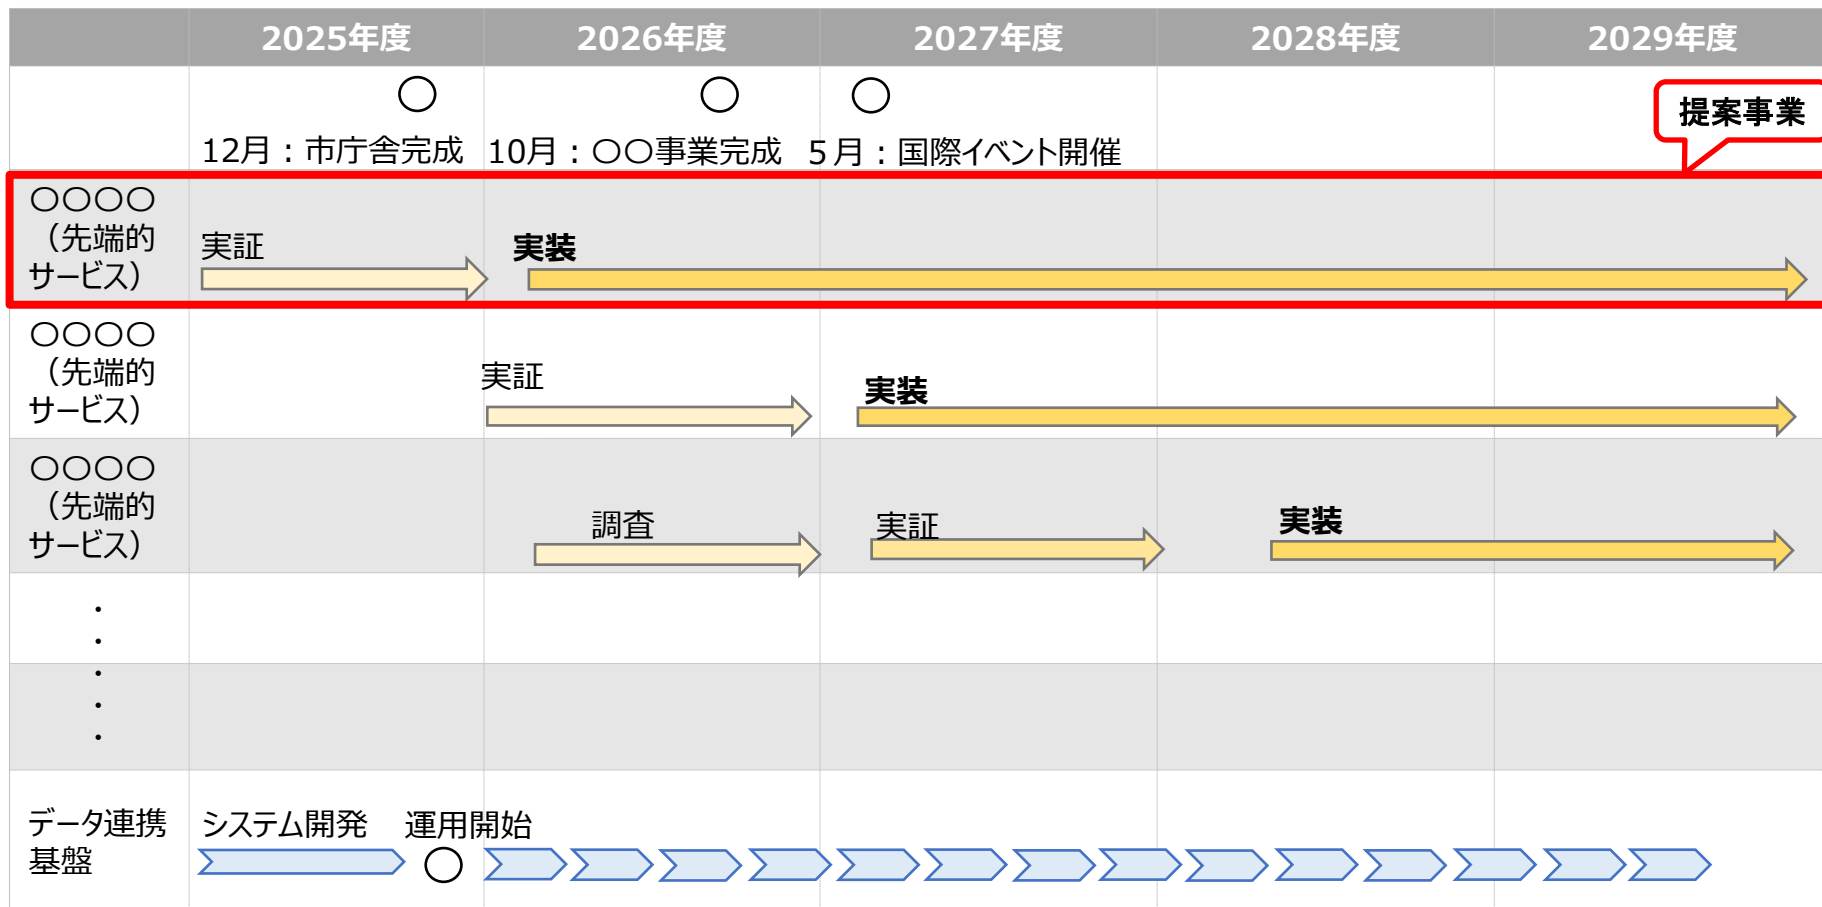 2025年度
2026年度
2027年度
2028年度
2029年度
12月：市庁舎完成
10月：〇〇事業完成
５月：国際イベント開催
提案事業
〇〇〇〇
（先端的
サービス）
実証
実装
〇〇〇〇
（先端的
サービス）
実証
実装
〇〇〇〇
（先端的
サービス）
調査
実証
実装
・
・
・
・
・
データ連携
基盤
システム開発
運用開始